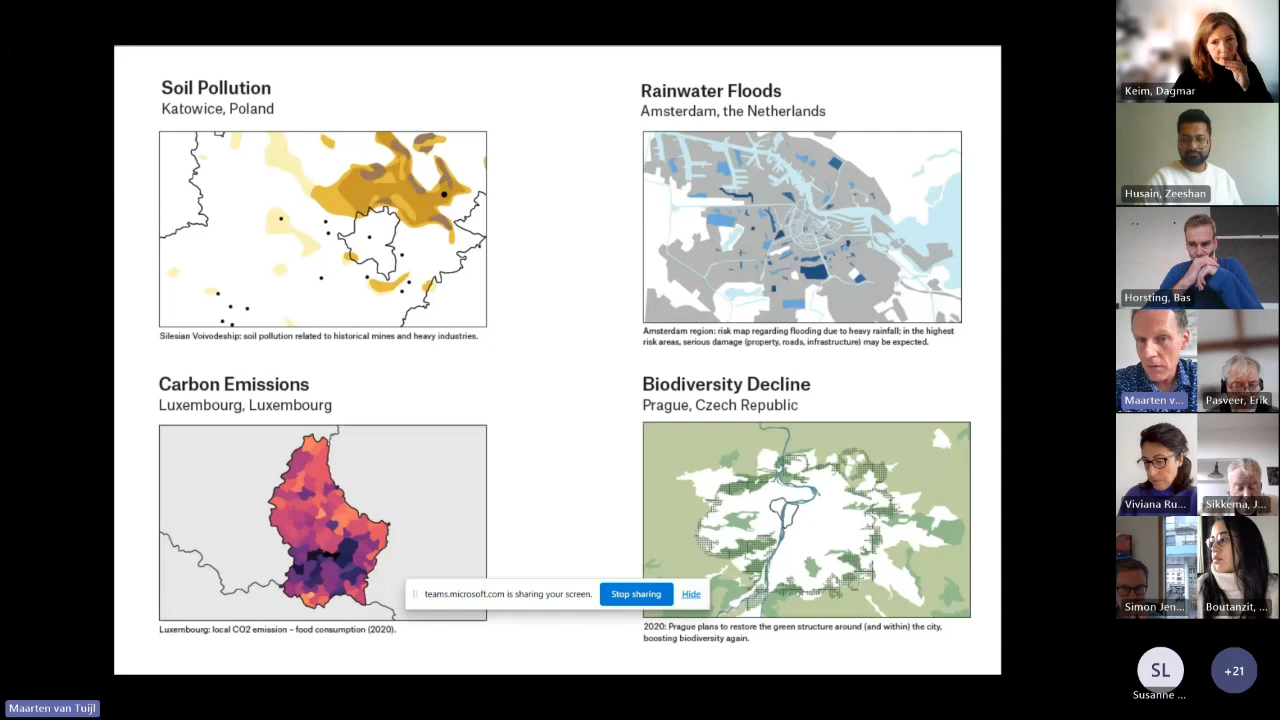 Soil Pollution
Katowice, Poland
Silesian Voivodeship: soil pollution related to historical mines and heavy industries.
Rainwater Floods
Amsterdam, the Netherlands
Amsterdam region: risk map regarding flooding due to heavy rainfall; in the highest
risk areas, serious damage (property, roads, infrastructure) may be expected.
Carbon Emissions
Luxembourg, Luxembourg
Luxembourg: local CO2 emission – food consumption (2020).
Biodiversity Decline
Prague, Czech Republic
2020: Prague plans to restore the green structure around (and within) the city,
boosting biodiversity again.
teams.microsoft.com is sharing your screen.
Stop sharing
Hide
Keim, Dagmar
Husain, Zeeshan
Horsting, Bas
Maarten v...
Pasveer, Erik
Viviana Ru...
Sikkema, J...
Simon Jen...
Boutanzit, ...
SL
Susanne ...
+21
Maarten van Tuijl